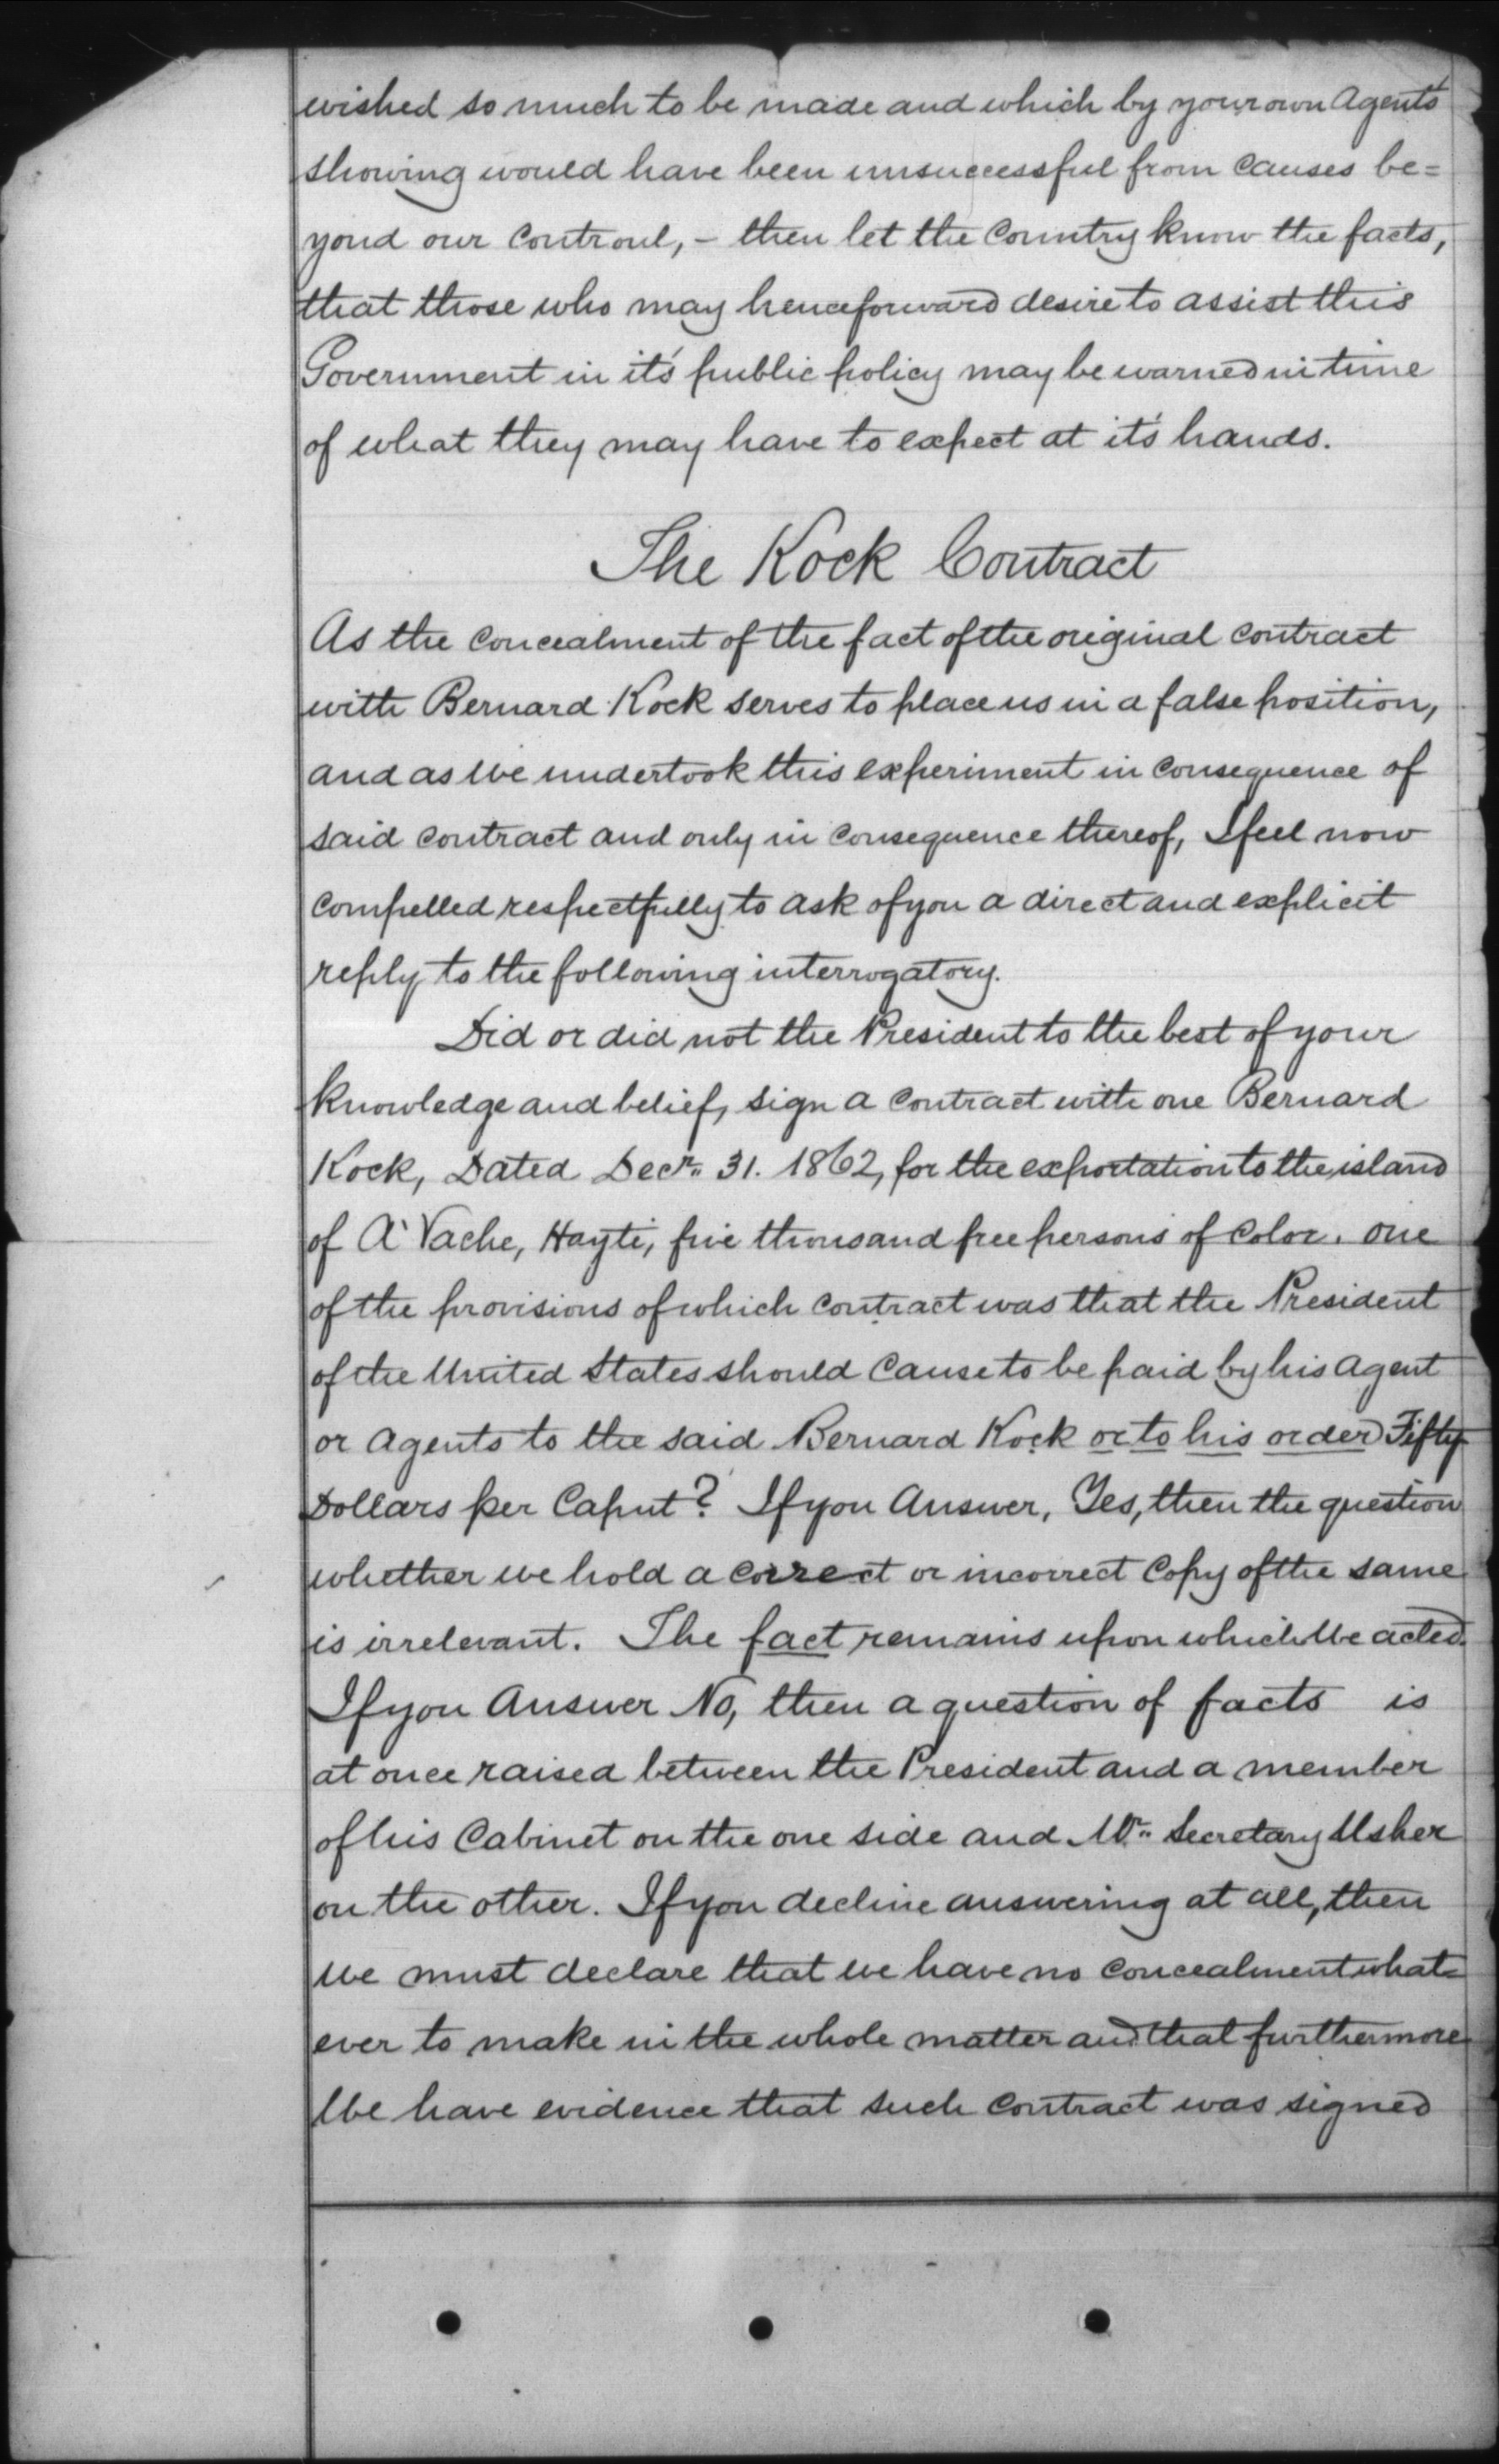 wished so much to be made and which by your own Agents'
showing would have been unsuccessful from causes be=
yond our controul, – then let the Country know the facts,
that those who may henceforward desire to assist this
Government in it's public policy may be warned in time
of what they may have to expect at it's hands.
The Kock Contract
As the concealment of the fact of the original contract
with Bernard Kock serves to place us in a false position,
and as we undertook this experiment in consequence of
said contract and only in consequence thereof, I feel now
compelled respectfully to ask of you a direct and explicit
reply to the following interrogatory.
Did or did not the President to the best of your
knowledge and belief, sign a contract with one Bernard
Kock, Dated Decr. 31. 1862, for the exportation to the island
of A'Vache, Hayti, five thousand free persons of Color, one
of the provisions of which contract was that the President
of the United States should cause to be paid by his Agent
or Agents to the said Bernard Kock or to his order Fifty
Dollars per Caput? If you Answer, Yes, then the question
whether we hold a correct or incorrect Copy of the same
is irrelevant. The fact remains upon which We acted.
If you Answer No, then a question of facts is
at once raised between the President and a member
of his Cabinet on the one side and Mr. Secretary Usher
on the other. If you decline answering at all, then
we must declare that we have no concealment what=
ever to make in the whole matter and that furthermore
We have evidence that such contract was signed